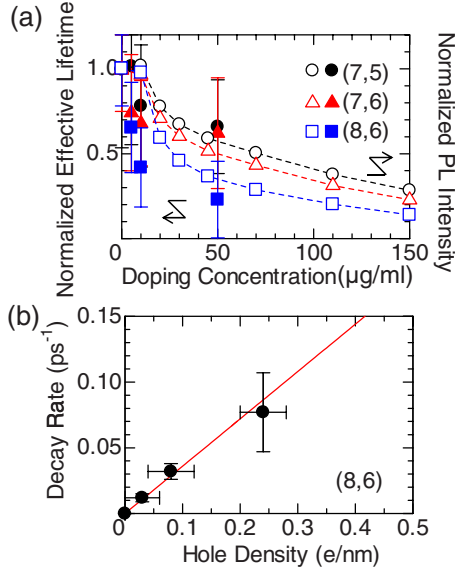 (a)
Normalized Effective Lifetime
Normalized PL Intensity
1.0
0.5
(7,5)
(7,6)
(8,6)
0
50
100
150
Doping Concentration(µg/ml)
(b)
Decay Rate (ps⁻¹)
0.15
0.10
0.05
(8,6)
0
0.1
0.2
0.3
0.4
0.5
Hole Density (e/nm)